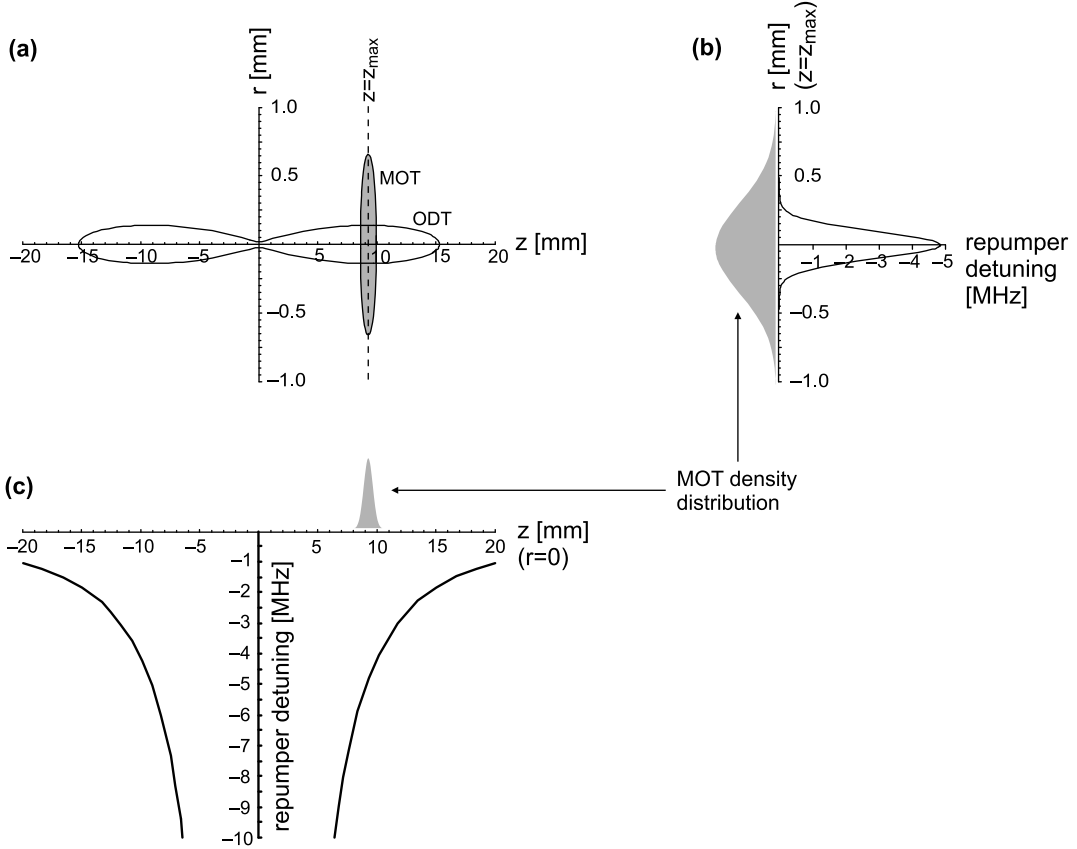 (a)
r [mm]
z=z_max
1.0
0.5
MOT
ODT
z [mm]
−20
−15
−10
−5
0
5
10
15
20
−0.5
−1.0
(b)
r [mm]
(z=z_max)
1.0
0.5
−1
−2
−3
−4
−5
repumper
detuning
[MHz]
−0.5
−1.0
MOT density
distribution
(c)
−20
−15
−10
−5
5
10
15
20
z [mm]
(r=0)
repumper detuning [MHz]
−1
−2
−3
−4
−5
−6
−7
−8
−9
−10